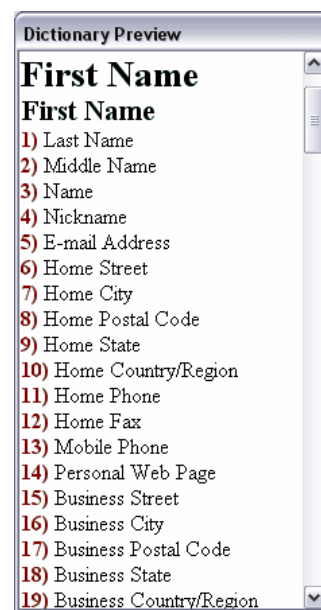 Dictionary Preview
First Name
First Name
1) Last Name
2) Middle Name
3) Name
4) Nickname
5) E-mail Address
6) Home Street
7) Home City
8) Home Postal Code
9) Home State
10) Home Country/Region
11) Home Phone
12) Home Fax
13) Mobile Phone
14) Personal Web Page
15) Business Street
16) Business City
17) Business Postal Code
18) Business State
19) Business Country/Region